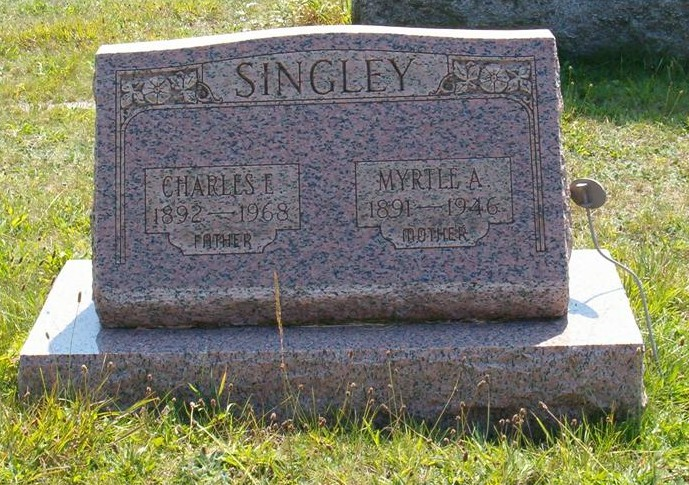 SINGLEY
CHARLES E.
1892—1968
FATHER
MYRTLE A.
1891—1946
MOTHER